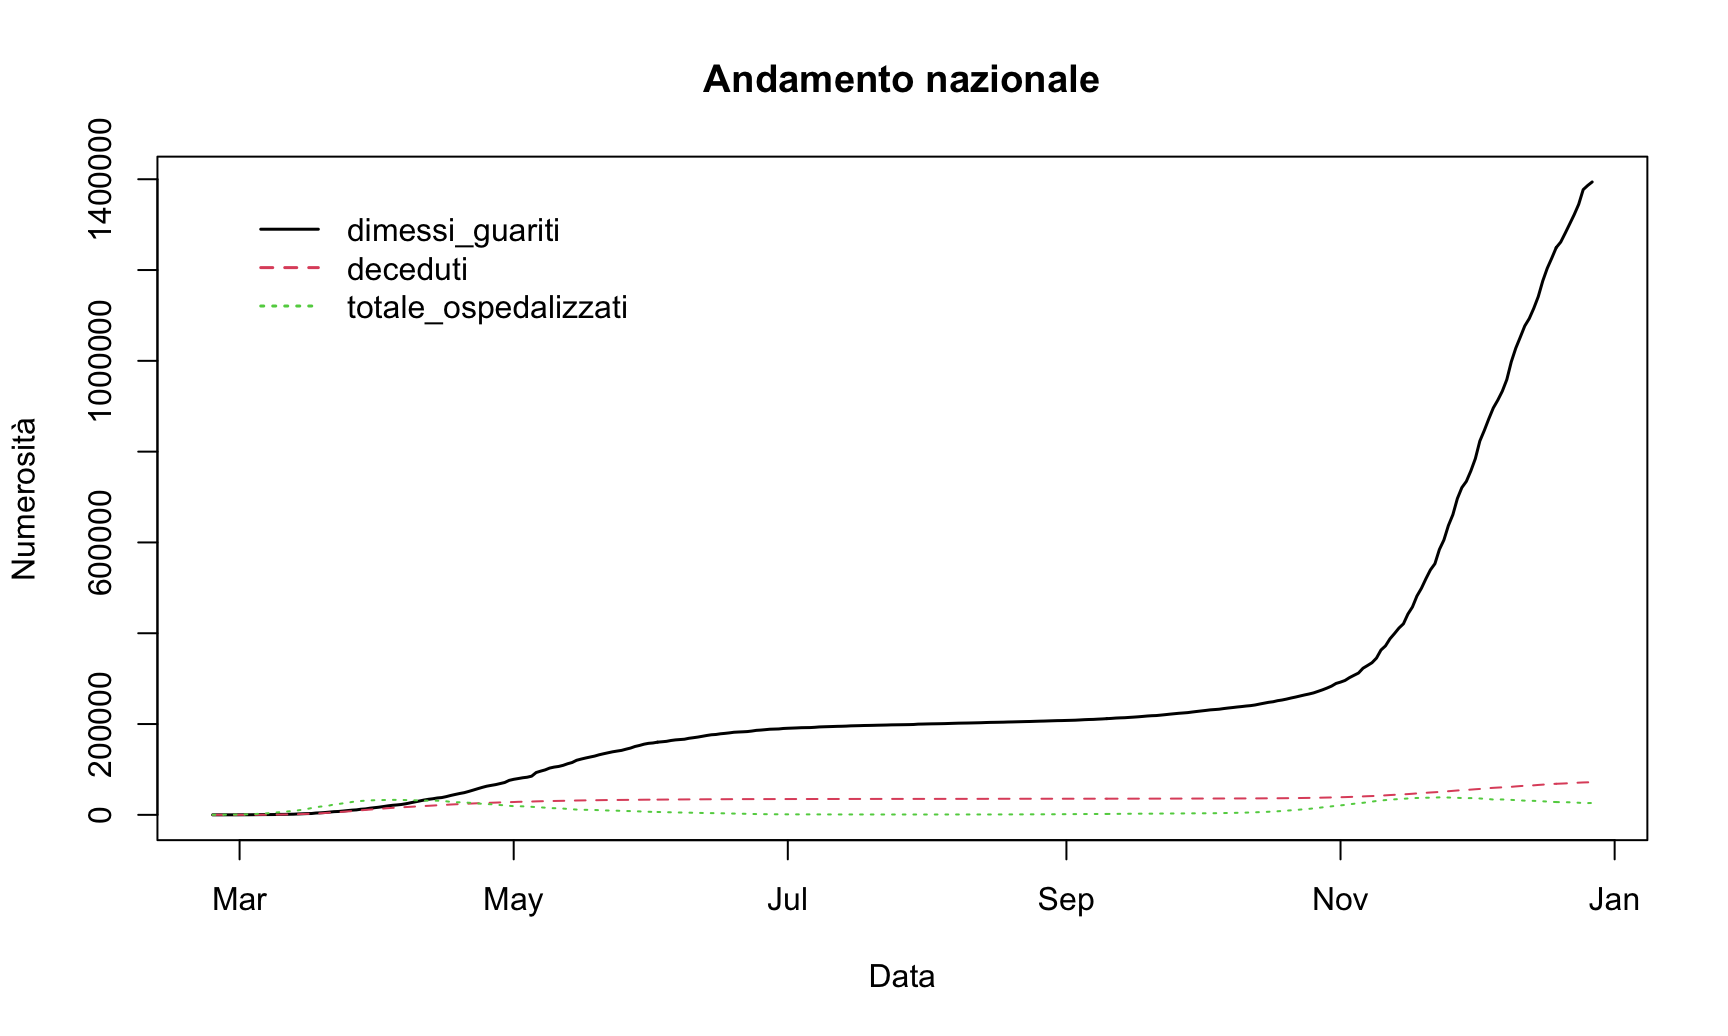 Andamento nazionale
1400000
1000000
600000
200000
0
Numerosità
dimessi_guariti
deceduti
totale_ospedalizzati
Mar May Jul Sep Nov Jan
Data